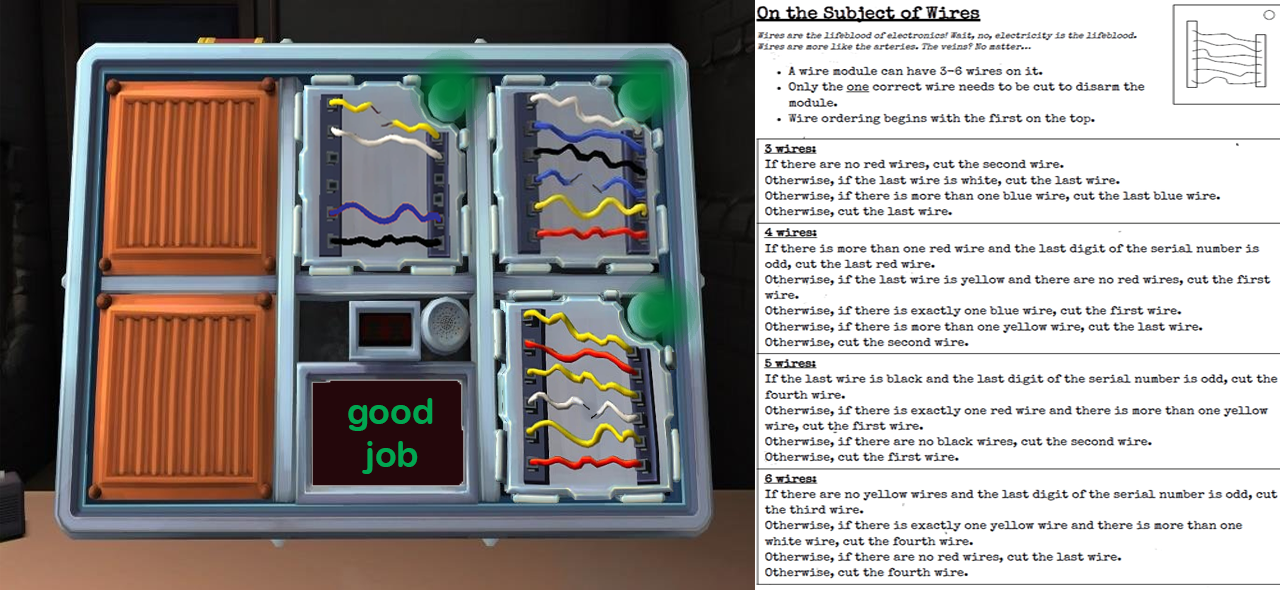 good
job
On the Subject of Wires
Wires are the lifeblood of electronics! Wait, no, electricity is the lifeblood.
Wires are more like the arteries. The veins? No matter...
• A wire module can have 3-6 wires on it.
• Only the one correct wire needs to be cut to disarm the
module.
• Wire ordering begins with the first on the top.
3 wires:
If there are no red wires, cut the second wire.
Otherwise, if the last wire is white, cut the last wire.
Otherwise, if there is more than one blue wire, cut the last blue wire.
Otherwise, cut the last wire.
4 wires:
If there is more than one red wire and the last digit of the serial number is
odd, cut the last red wire.
Otherwise, if the last wire is yellow and there are no red wires, cut the first
wire.
Otherwise, if there is exactly one blue wire, cut the first wire.
Otherwise, if there is more than one yellow wire, cut the last wire.
Otherwise, cut the second wire.
5 wires:
If the last wire is black and the last digit of the serial number is odd, cut the
fourth wire.
Otherwise, if there is exactly one red wire and there is more than one yellow
wire, cut the first wire.
Otherwise, if there are no black wires, cut the second wire.
Otherwise, cut the first wire.
6 wires:
If there are no yellow wires and the last digit of the serial number is odd, cut
the third wire.
Otherwise, if there is exactly one yellow wire and there is more than one
white wire, cut the fourth wire.
Otherwise, if there are no red wires, cut the last wire.
Otherwise, cut the fourth wire.